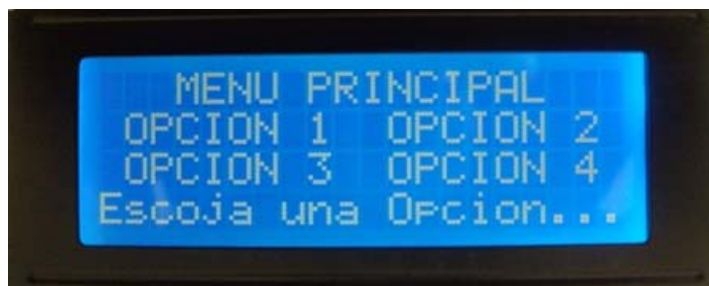 MENU PRINCIPAL
OPCION 1 OPCION 2
OPCION 3 OPCION 4
Escoja una Opcion...